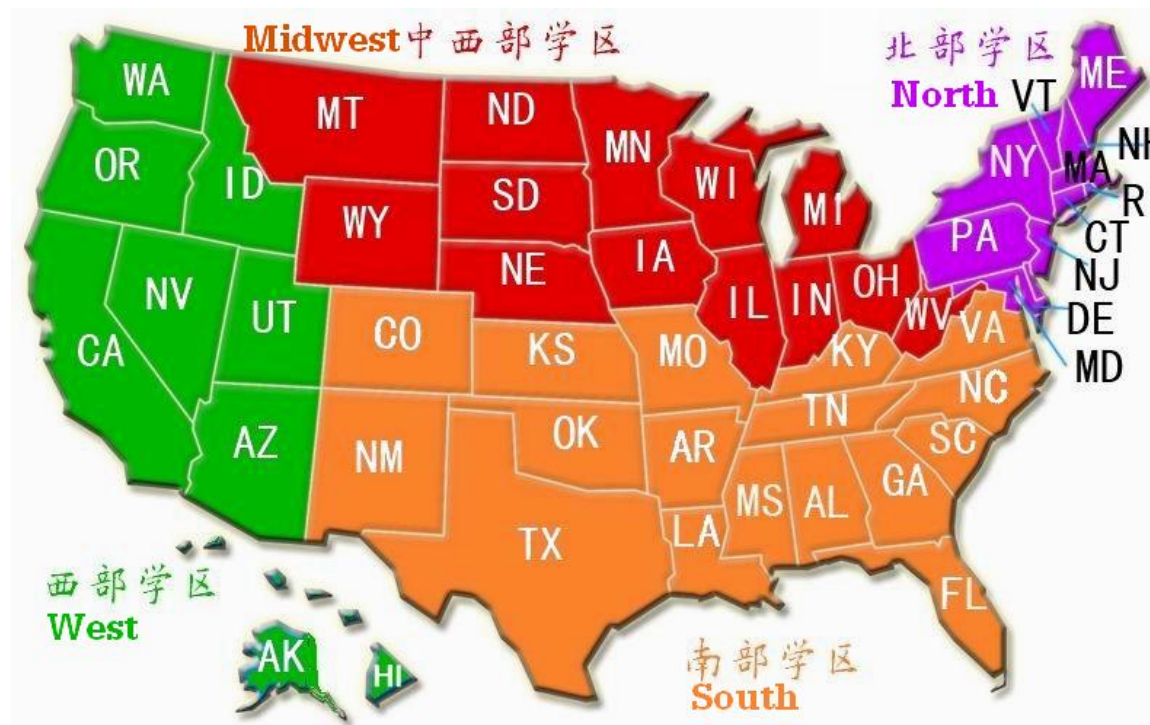 Midwest中西部学区
北部学区
North
WA
MT
ND
MN
VT
ME
OR
ID
SD
WI
MI
NY
NH
MA
R
WY
NE
IA
PA
CT
NV
UT
CO
IL
IN
OH
WV
NJ
CA
KS
MO
KY
VA
DE
MD
AZ
NM
OK
AR
TN
NC
SC
TX
LA
MS
AL
GA
FL
西部学区
West
AK
HI
南部学区
South